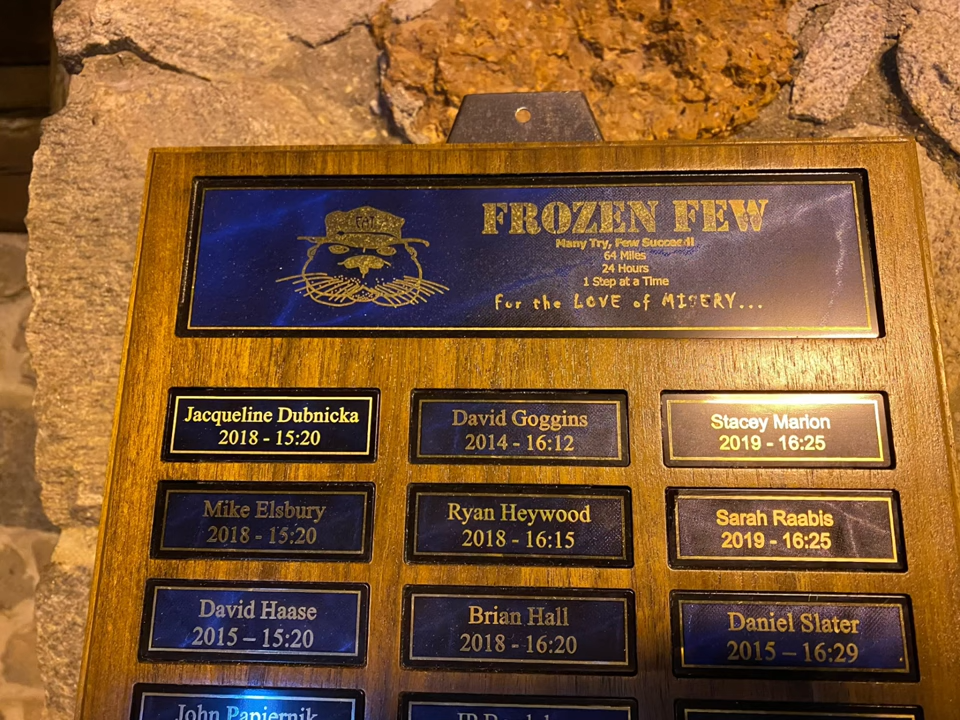 FAT
FROZEN FEW
Many Try, Few Succeed!
64 Miles
24 Hours
1 Step at a Time
For the LOVE of MISERY...
Jacqueline Dubnicka
2018 - 15:20
David Goggins
2014 - 16:12
Stacey Marion
2019 - 16:25
Mike Elsbury
2018 - 15:20
Ryan Heywood
2018 - 16:15
Sarah Raabis
2019 - 16:25
David Haase
2015 – 15:20
Brian Hall
2018 - 16:20
Daniel Slater
2015 – 16:29
John Papiernik